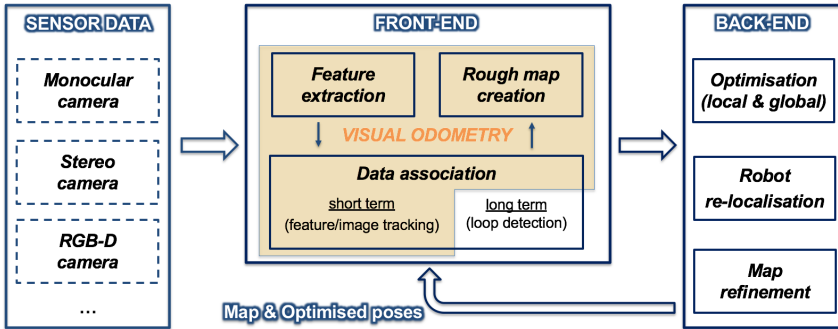 SENSOR DATA
Monocular
camera
Stereo
camera
RGB-D
camera
...
FRONT-END
Feature
extraction
Rough map
creation
VISUAL ODOMETRY
Data association
short term
(feature/image tracking)
long term
(loop detection)
BACK-END
Optimisation
(local & global)
Robot
re-localisation
Map
refinement
Map & Optimised poses